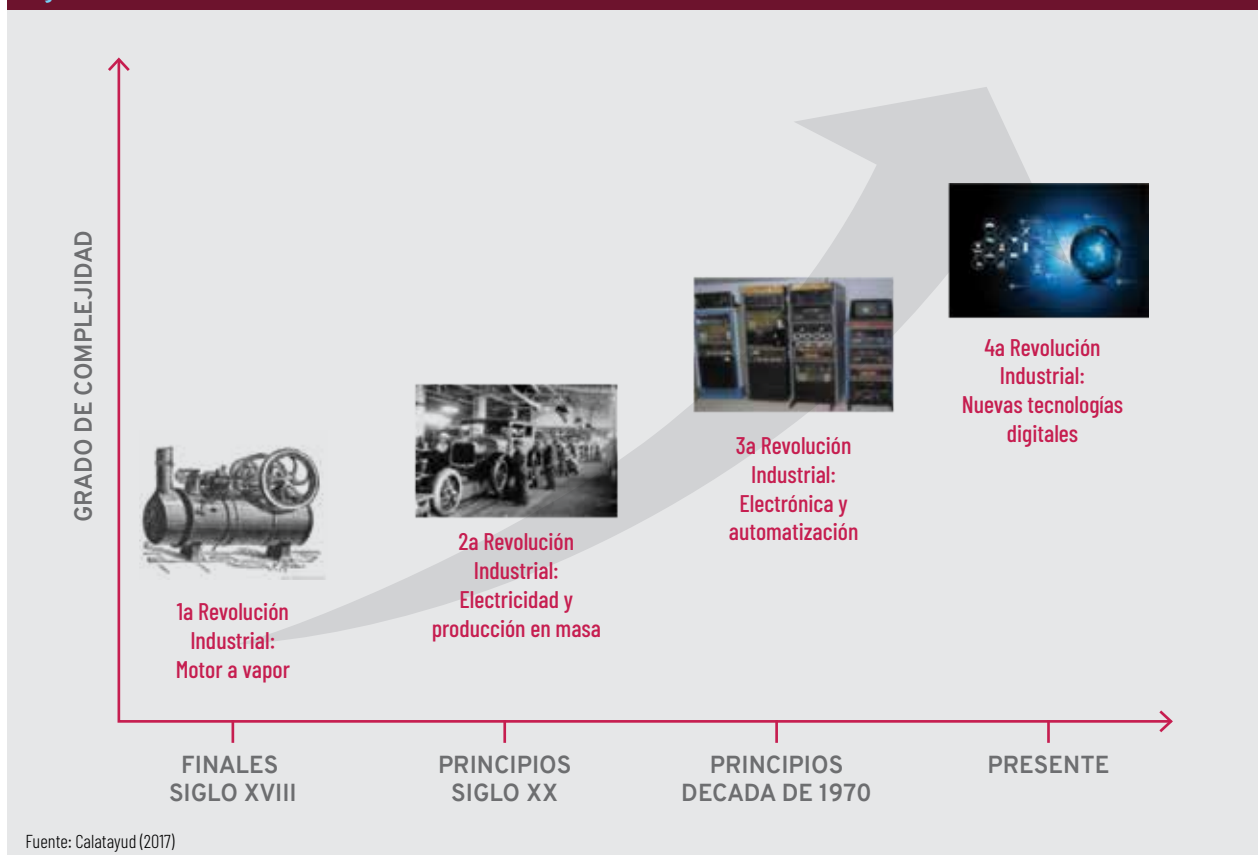 GRADO DE COMPLEJIDAD
1a Revolución
Industrial:
Motor a vapor
2a Revolución
Industrial:
Electricidad y
producción en masa
3a Revolución
Industrial:
Electrónica y
automatización
4a Revolución
Industrial:
Nuevas tecnologías
digitales
FINALES
SIGLO XVIII
PRINCIPIOS
SIGLO XX
PRINCIPIOS
DECADA DE 1970
PRESENTE
Fuente: Calatayud (2017)